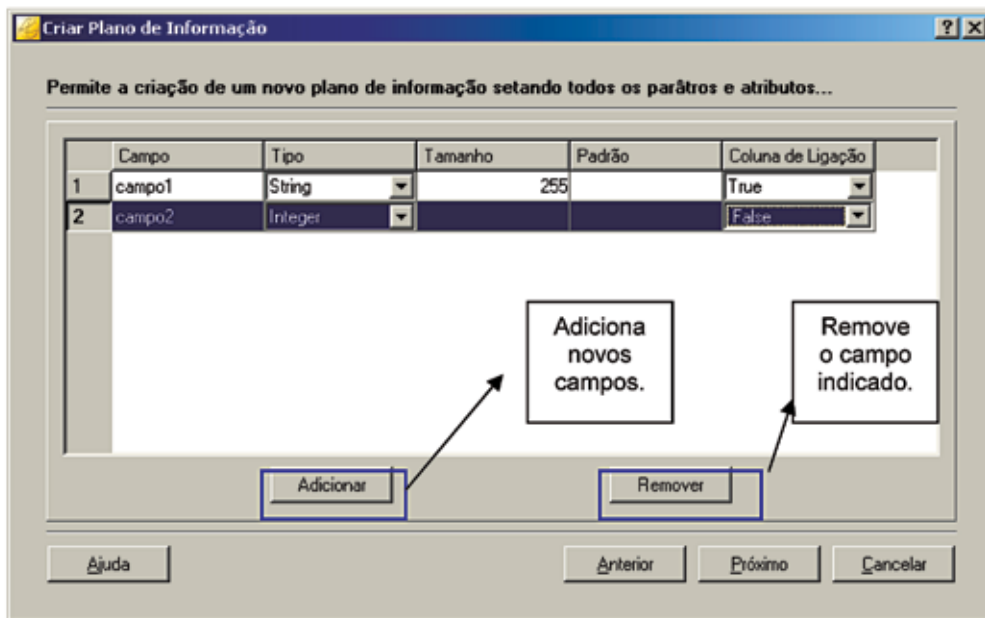 Criar Plano de Informação
Permite a criação de um novo plano de informação setando todos os parâtros e atributos...
Campo Tipo Tamanho Padrão Coluna de Ligação
1 campo1 String 255 True
2 campo2 Integer False
Adiciona
novos
campos.
Remove
o campo
indicado.
Adicionar Remover
Ajuda Anterior Próximo Cancelar